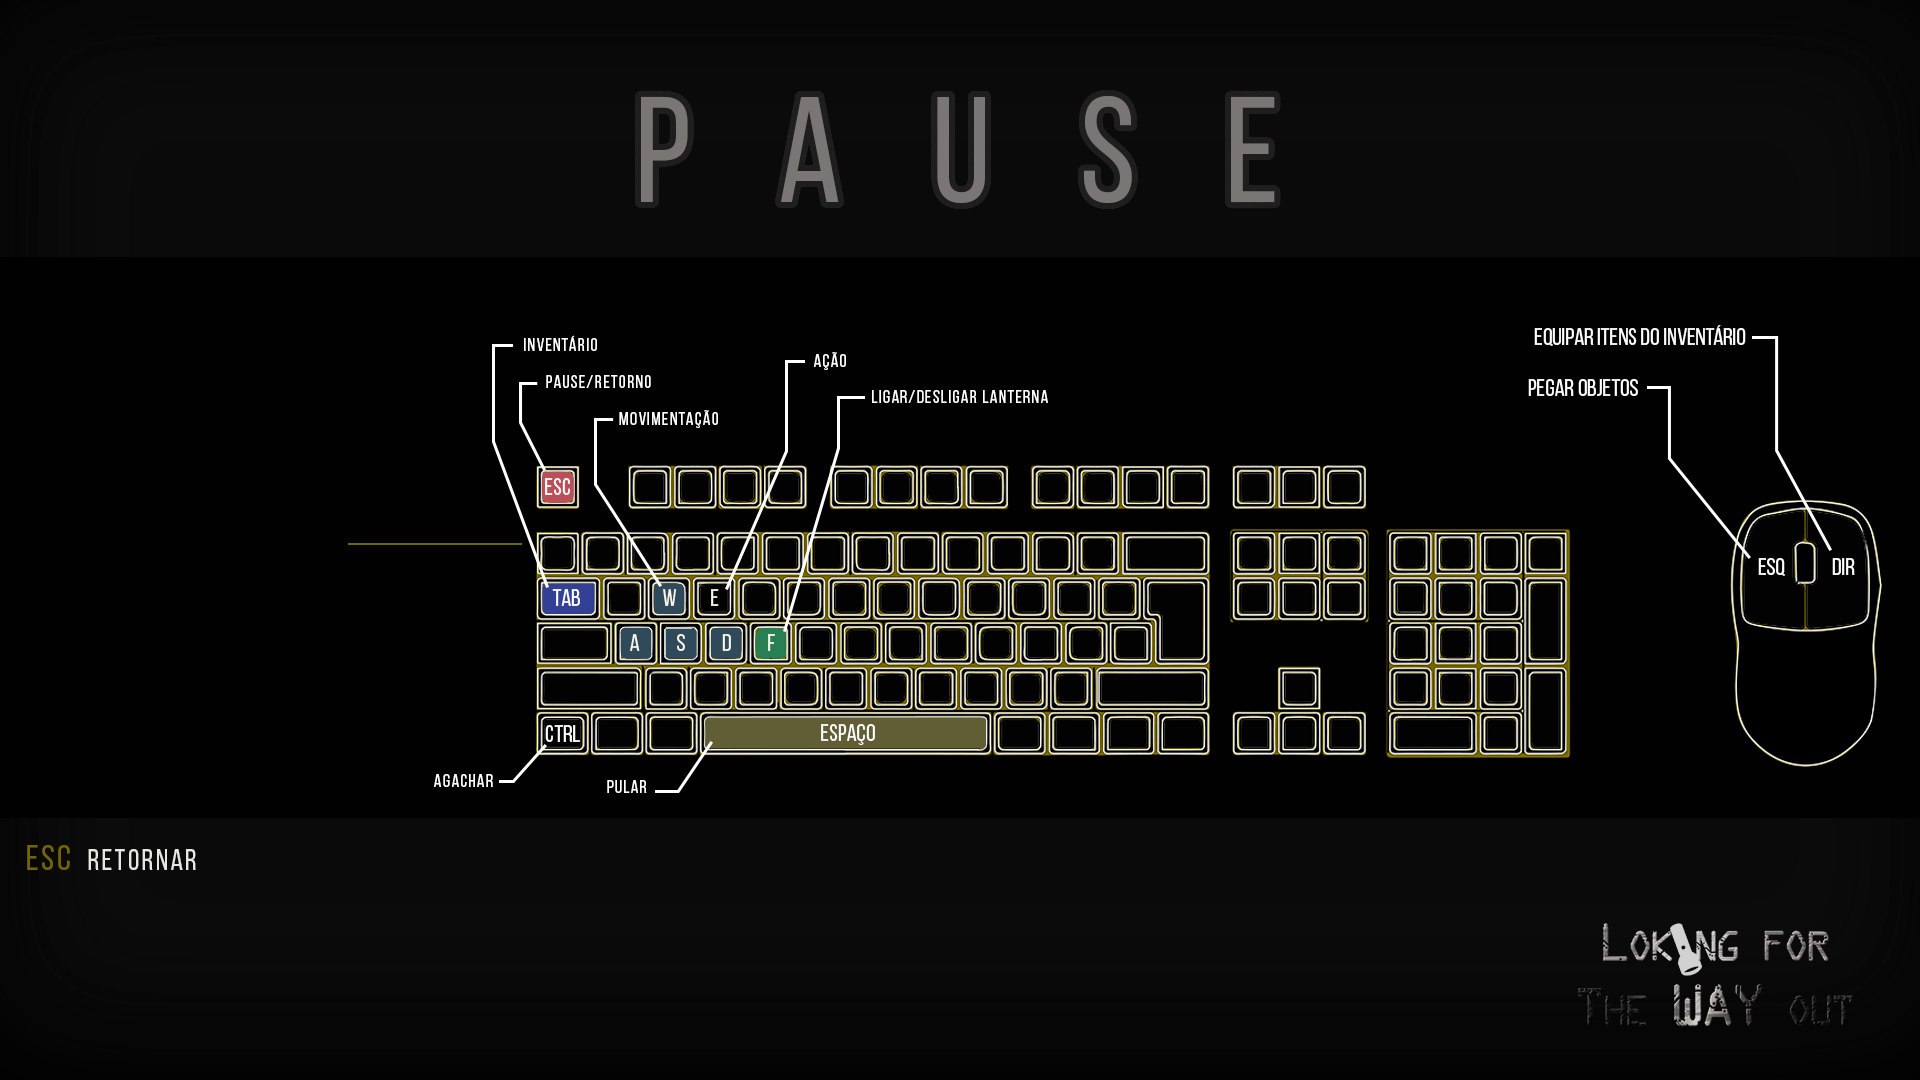 PAUSE
INVENTÁRIO
PAUSE/RETORNO
MOVIMENTAÇÃO
AÇÃO
LIGAR/DESLIGAR LANTERNA
EQUIPAR ITENS DO INVENTÁRIO
PEGAR OBJETOS
ESC
TAB W E
A S D F
CTRL ESPAÇO
ESQ DIR
AGACHAR
PULAR
ESC RETORNAR
LOKING FOR
THE WAY OUT